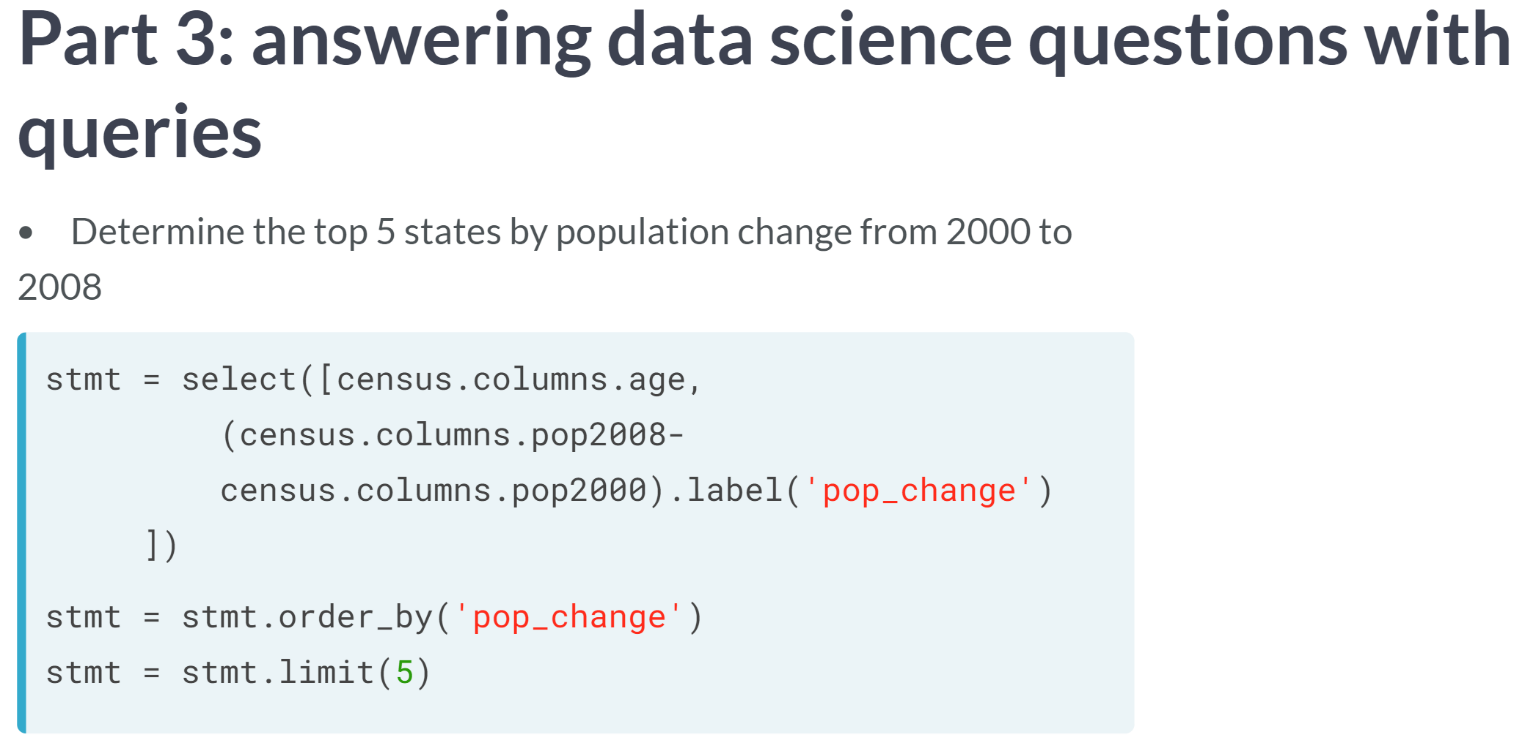 Part 3: answering data science questions with
queries
• Determine the top 5 states by population change from 2000 to
2008
stmt = select([census.columns.age,
(census.columns.pop2008-
census.columns.pop2000).label('pop_change')
])
stmt = stmt.order_by('pop_change')
stmt = stmt.limit(5)